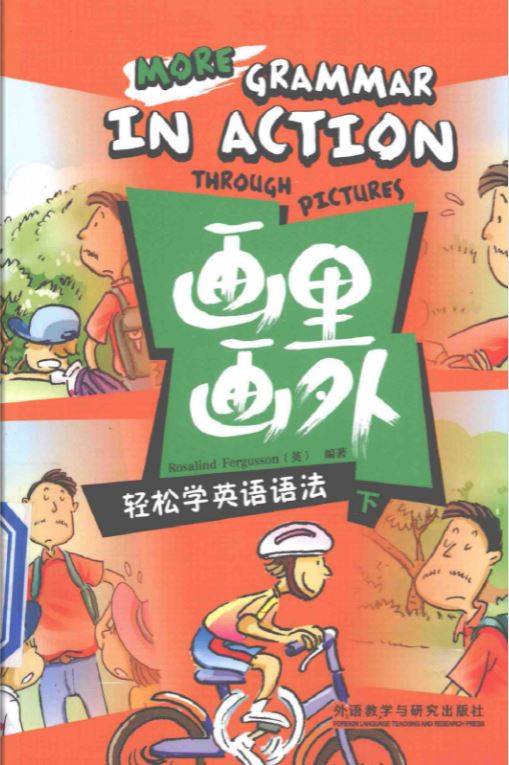 MORE GRAMMAR
IN ACTION
THROUGH PICTURES
画里
画外
Rosalind Fergusson（英） 编著
轻松学英语语法 下
外语教学与研究出版社
FOREIGN LANGUAGE TEACHING AND RESEARCH PRESS